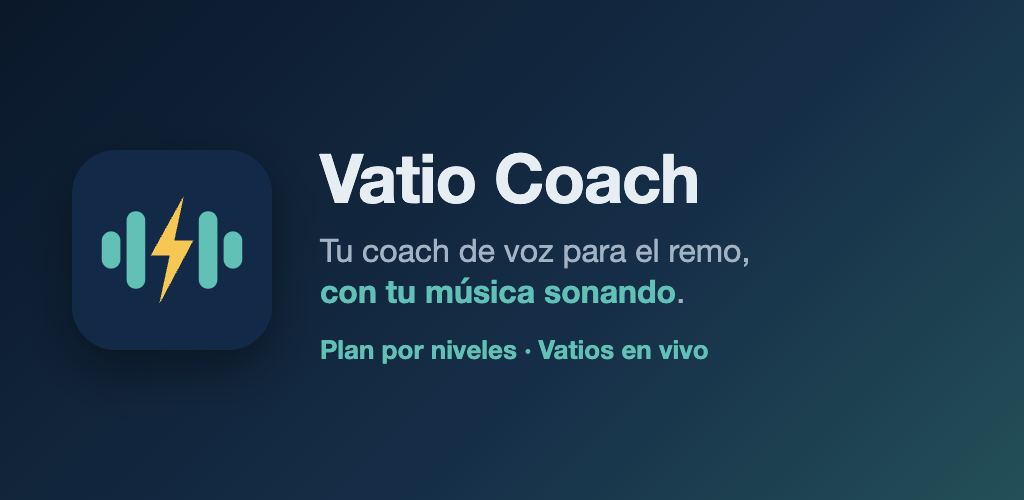 Vatio Coach
Tu coach de voz para el remo,
con tu música sonando.
Plan por niveles · Vatios en vivo